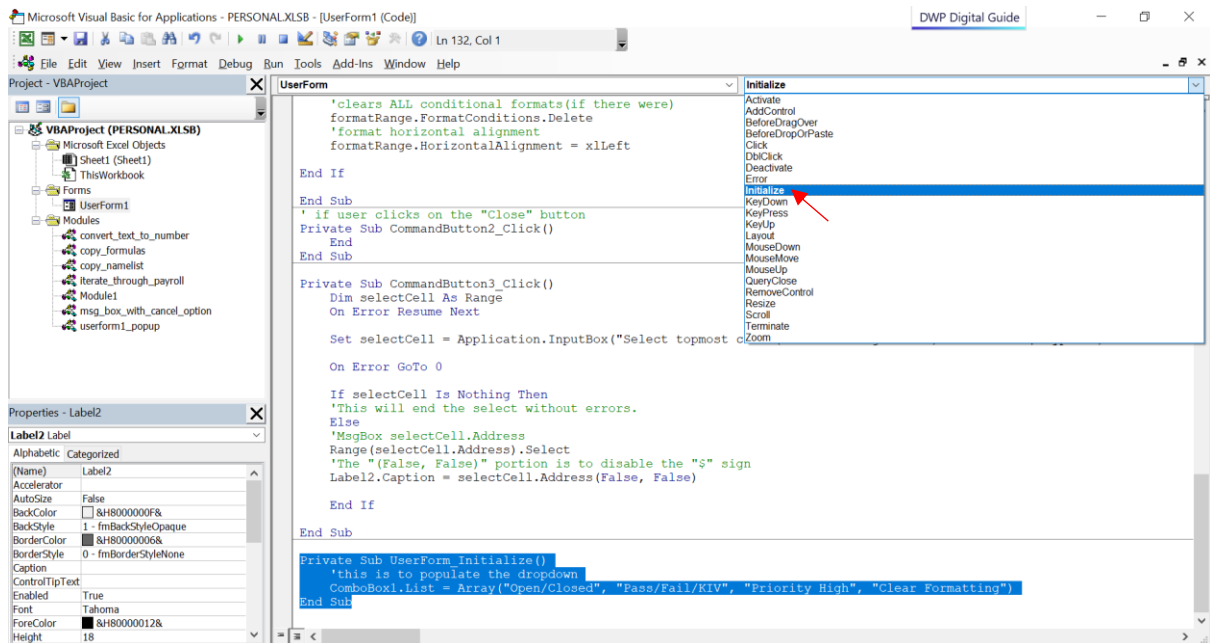 Microsoft Visual Basic for Applications - PERSONAL.XLSB - [UserForm1 (Code)]
DWP Digital Guide
Ln 132, Col 1
File Edit View Insert Format Debug Run Tools Add-Ins Window Help
Project - VBAProject
VBAProject (PERSONAL.XLSB)
Microsoft Excel Objects
Sheet1 (Sheet1)
ThisWorkbook
Forms
UserForm1
Modules
convert_text_to_number
copy_formulas
copy_namelist
iterate_through_payroll
Module1
msg_box_with_cancel_option
userform1_popup
Properties - Label2
Label2 Label
Alphabetic Categorized
(Name) Label2
Accelerator
AutoSize False
BackColor &H8000000F&
BackStyle 1 - fmBackStyleOpaque
BorderColor &H80000006&
BorderStyle 0 - fmBorderStyleNone
Caption
ControlTipText
Enabled True
Font Tahoma
ForeColor &H80000012&
Height 18
UserForm
Initialize
'clears ALL conditional formats(if there were)
formatRange.FormatConditions.Delete
'format horizontal alignment
formatRange.HorizontalAlignment = xlLeft
End If
End Sub
' if user clicks on the "Close" button
Private Sub CommandButton2_Click()
End
End Sub
Private Sub CommandButton3_Click()
Dim selectCell As Range
On Error Resume Next
Set selectCell = Application.InputBox("Select topmost c
On Error GoTo 0
If selectCell Is Nothing Then
'This will end the select without errors.
Else
'MsgBox selectCell.Address
Range(selectCell.Address).Select
'The "(False, False)" portion is to disable the "$" sign
Label2.Caption = selectCell.Address(False, False)
End If
End Sub
Private Sub UserForm_Initialize()
'this is to populate the dropdown
ComboBox1.List = Array("Open/Closed", "Pass/Fail/KIV", "Priority High", "Clear Formatting")
End Sub
Activate
AddControl
BeforeDragOver
BeforeDropOrPaste
Click
DblClick
Deactivate
Error
Initialize
KeyDown
KeyPress
KeyUp
Layout
MouseDown
MouseMove
MouseUp
QueryClose
RemoveControl
Resize
Scroll
Terminate
Zoom